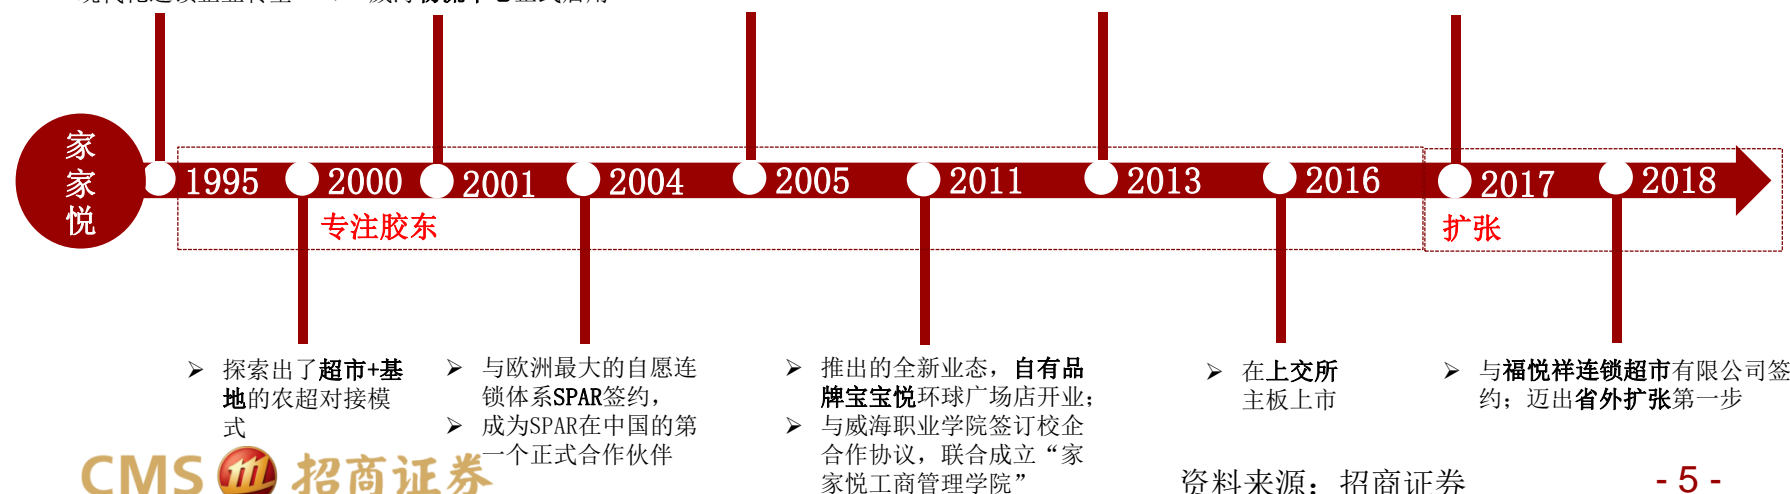 家
家
悦
1995
2000
2001
2004
2005
2011
2013
2016
2017
2018
专注胶东
扩张
➢ 探索出了超市+基
地的农超对接模
式
➢ 与欧洲最大的自愿连
锁体系SPAR签约,
➢ 成为SPAR在中国的第
一个正式合作伙伴
➢ 推出的全新业态，自有品
牌宝宝悦环球广场店开业;
➢ 与威海职业学院签订校企
合作协议，联合成立“家
家悦工商管理学院”
➢ 在上交所
主板上市
➢ 与福悦祥连锁超市有限公司签
约；迈出省外扩张第一步
CMS 招商证券
资料来源：招商证券
- 5 -